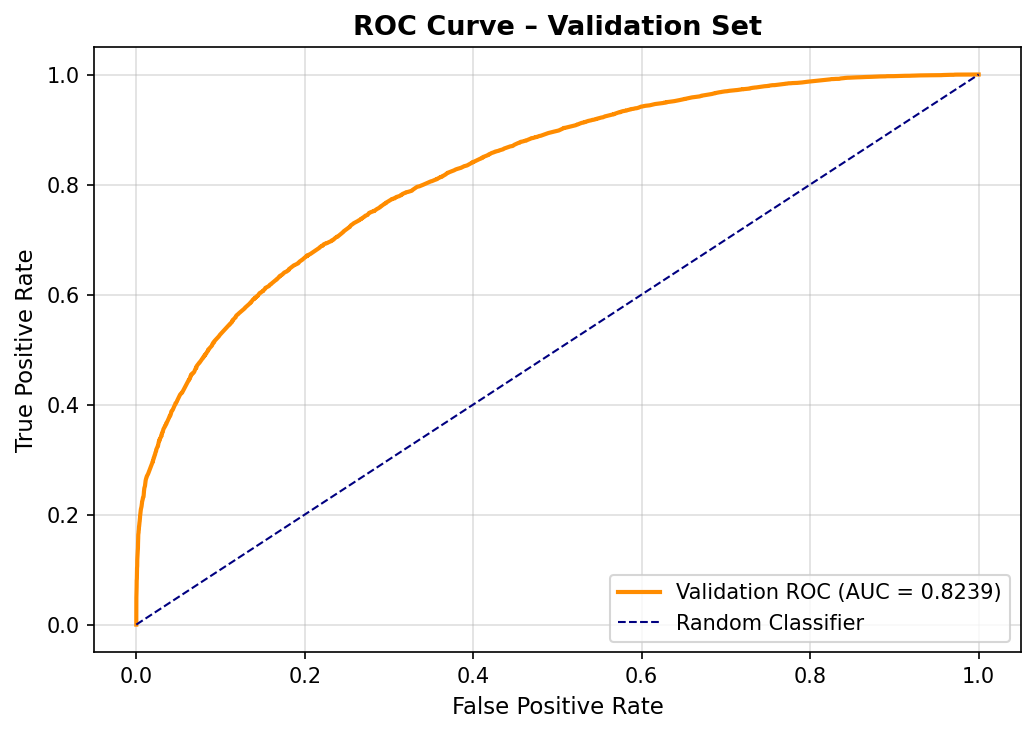 ROC Curve – Validation Set
True Positive Rate
1.0
0.8
0.6
0.4
0.2
0.0
Validation ROC (AUC = 0.8239)
Random Classifier
0.0 0.2 0.4 0.6 0.8 1.0
False Positive Rate